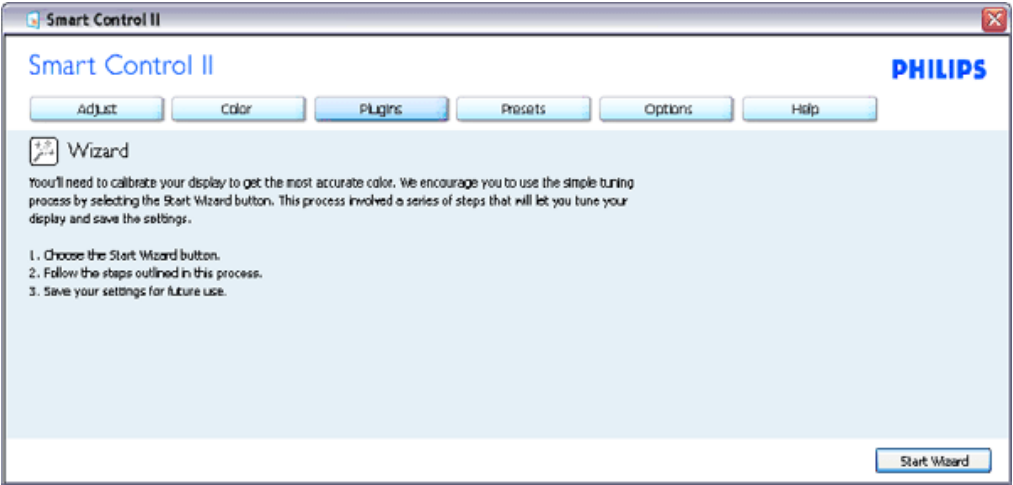 Smart Control II
Smart Control II
PHILIPS
Adjust Color Plugins Presets Options Help
Wizard
Yoou'll need to calibrate your display to get the most accurate color. We encourage you to use the simple tuning
process by selecting the Start Wizard button. This process involved a series of steps that will let you tune your
display and save the settings.
1. Choose the Start Wizard button.
2. Follow the steps outlined in this process.
3. Save your settings for future use.
Start Wizard